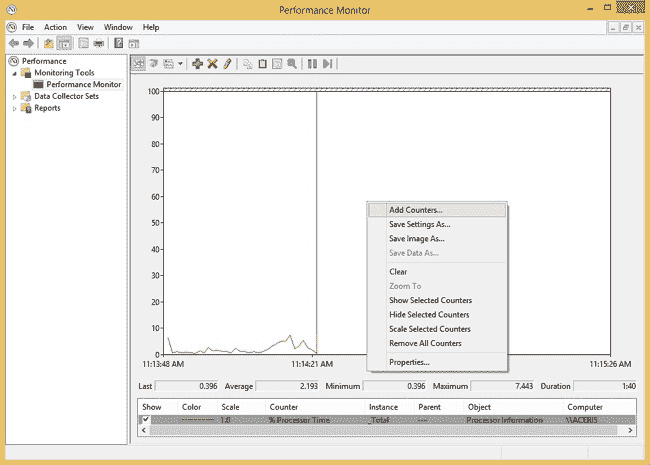 Performance Monitor
File Action View Window Help
Performance
Monitoring Tools
Performance Monitor
Data Collector Sets
Reports
100
90
80
70
60
50
40
30
20
10
0
11:13:48 AM 11:14:21 AM 11:15:26 AM
Add Counters...
Save Settings As...
Save Image As...
Save Data As...
Clear
Zoom To
Show Selected Counters
Hide Selected Counters
Scale Selected Counters
Remove All Counters
Properties...
Last 0.396 Average 2.193 Minimum 0.396 Maximum 7.443 Duration 1:40
Show Color Scale Counter Instance Parent Object Computer
1.0 % Processor Time _Total --- Processor Information \\ACERIS